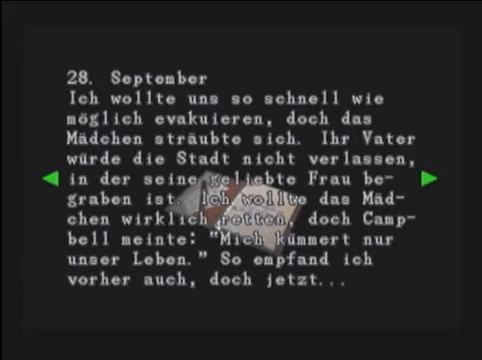 28. September
Ich wollte uns so schnell wie
möglich evakuieren, doch das
Mädchen sträubte sich. Ihr Vater
würde die Stadt nicht verlassen,
in der seine geliebte Frau be-
graben ist. Ich wollte das Mäd-
chen wirklich retten, doch Camp-
bell meinte: "Mich kümmert nur
unser Leben." So empfand ich
vorher auch, doch jetzt...